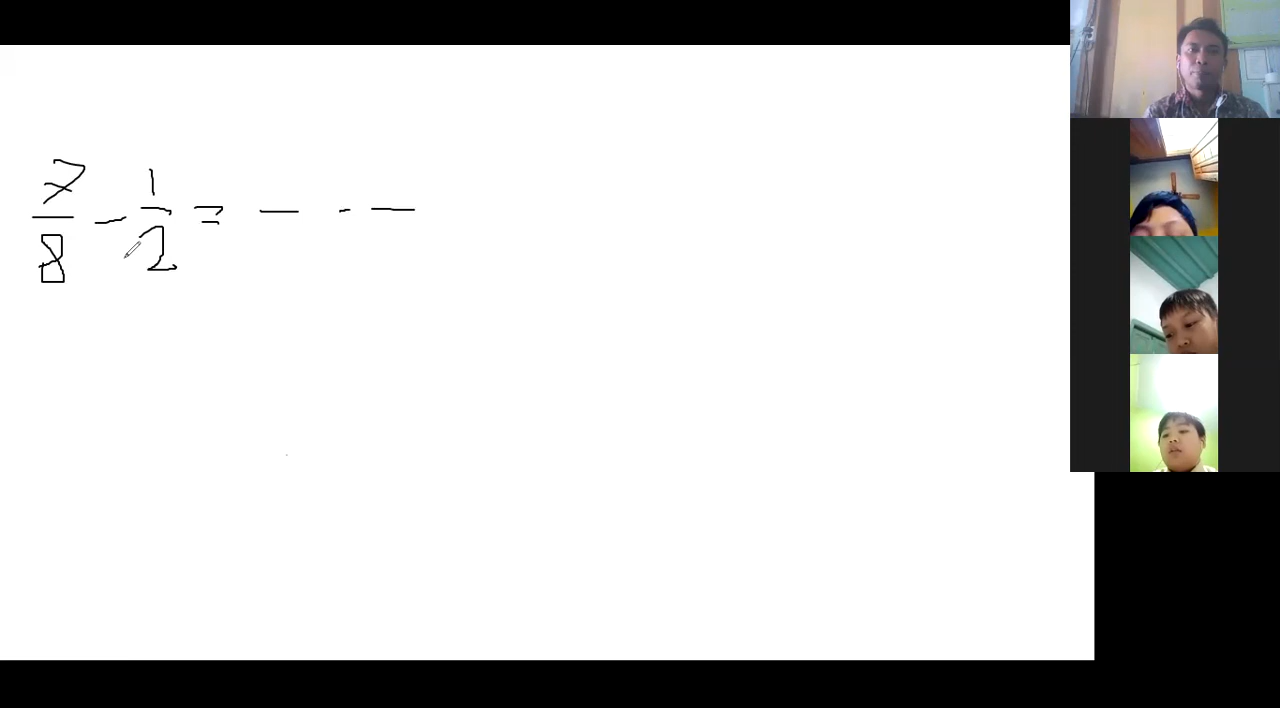 7/8 - 1/2 = — - —